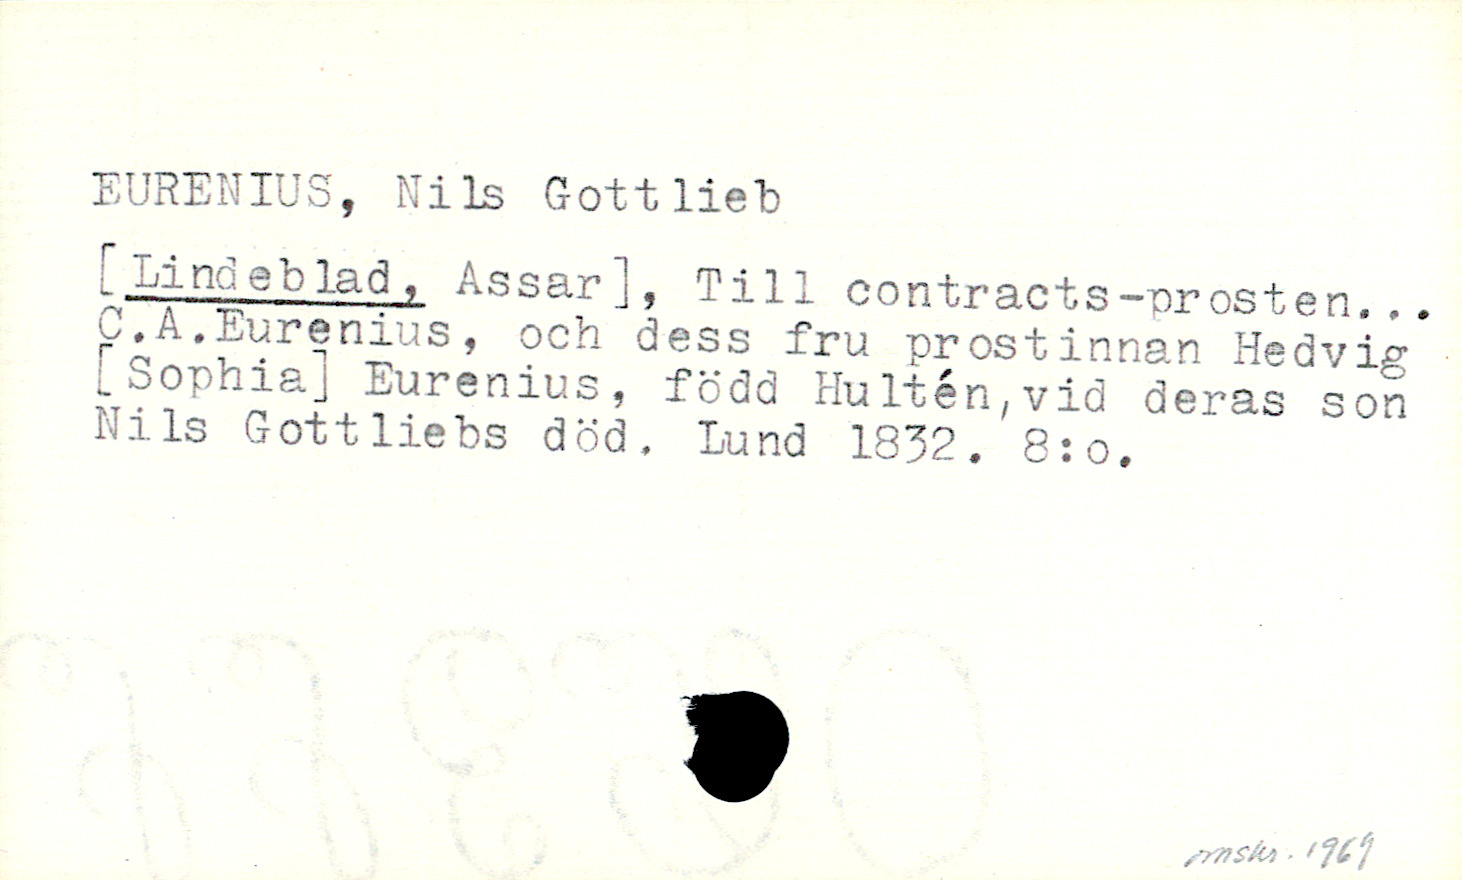 EURENIUS, Nils Gottlieb
[Lindeblad, Assar], Till contracts-prosten...
C.A.Eurenius, och dess fru prostinnan Hedvig
[Sophia] Eurenius, född Hultén,vid deras son
Nils Gottliebs död. Lund 1832. 8:o.
omskr. 1969